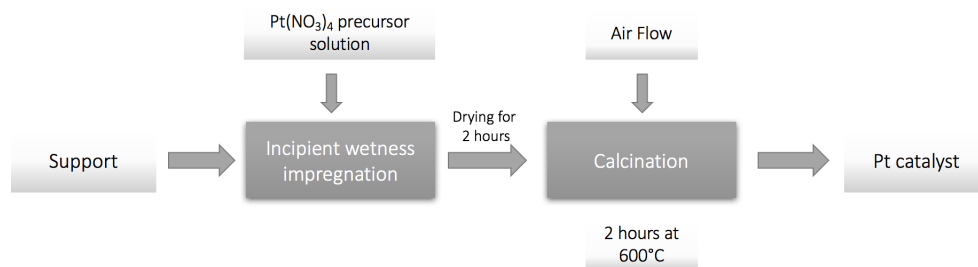 Pt(NO₃)₄ precursor
solution
Air Flow
Drying for
2 hours
Support
Incipient wetness
impregnation
Calcination
Pt catalyst
2 hours at
600°C